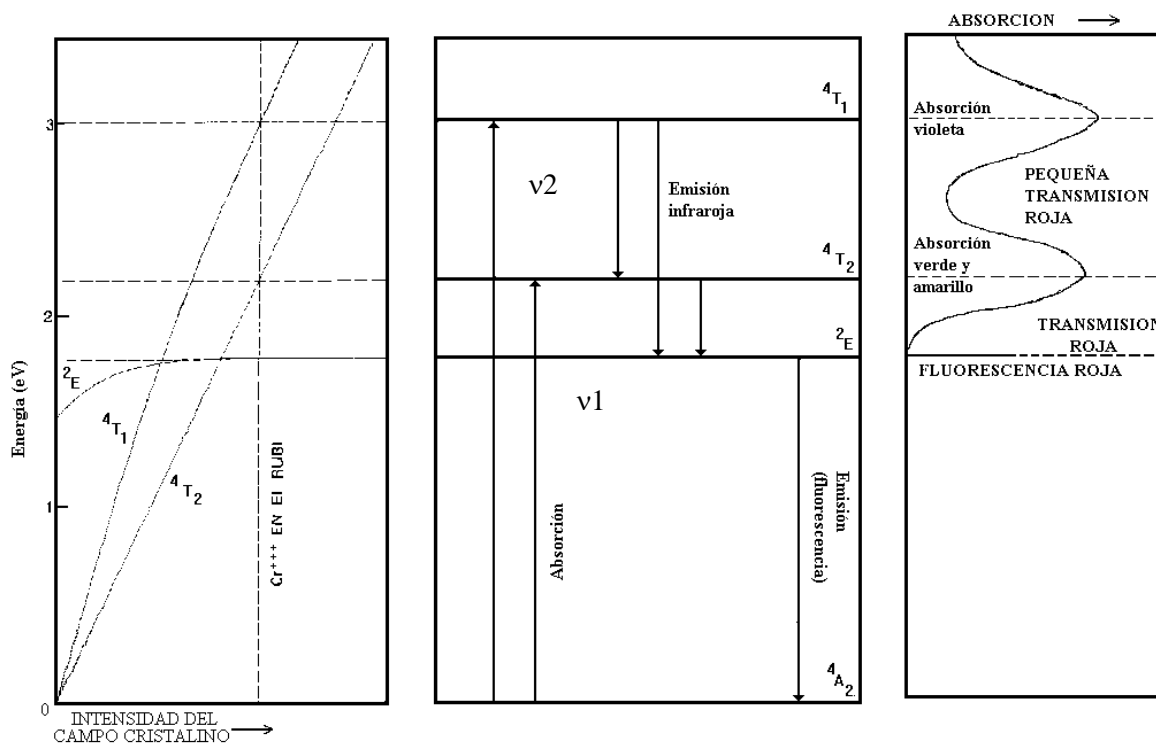 Energía (eV)
3
2
1
0
²E
⁴T₁
⁴T₂
Cr⁺⁺⁺ EN El RUBI
INTENSIDAD DEL
CAMPO CRISTALINO
⁴T₁
ν2
Emisión
infraroja
⁴T₂
²E
ν1
Absorción
Emisión
(fluorescencia)
⁴A₂
ABSORCION
Absorción
violeta
PEQUEÑA
TRANSMISION
ROJA
Absorción
verde y
amarillo
TRANSMISION
ROJA
FLUORESCENCIA ROJA